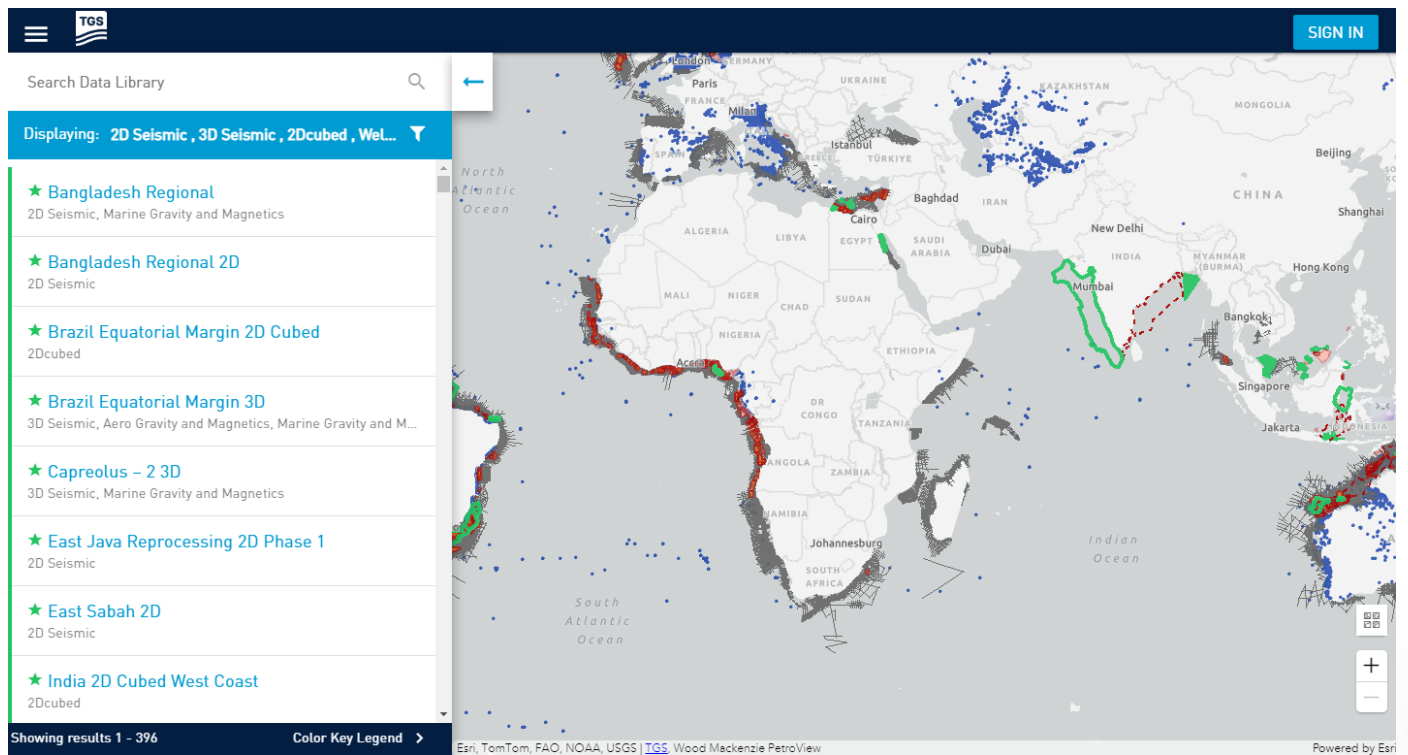 TGS
SIGN IN
Search Data Library
Displaying: 2D Seismic , 3D Seismic , 2Dcubed , Wel...
Bangladesh Regional
2D Seismic, Marine Gravity and Magnetics
Bangladesh Regional 2D
2D Seismic
Brazil Equatorial Margin 2D Cubed
2Dcubed
Brazil Equatorial Margin 3D
3D Seismic, Aero Gravity and Magnetics, Marine Gravity and M...
Capreolus – 2 3D
3D Seismic, Marine Gravity and Magnetics
East Java Reprocessing 2D Phase 1
2D Seismic
East Sabah 2D
2D Seismic
India 2D Cubed West Coast
2Dcubed
Showing results 1 - 396
Color Key Legend
London
GERMANY
Paris
UKRAINE
KAZAKHSTAN
FRANCE
MONGOLIA
Milan
ITALY
Istanbul
SPAIN
GREECE
TÜRKIYE
Beijing
North
Atlantic
Ocean
Baghdad
IRAN
CHINA
Shanghai
Cairo
ALGERIA
LIBYA
EGYPT
SAUDI
ARABIA
Dubai
New Delhi
INDIA
MYANMAR
(BURMA)
Hong Kong
Mumbai
MALI
NIGER
CHAD
SUDAN
Bangkok
NIGERIA
Accra
ETHIOPIA
Singapore
DR
CONGO
TANZANIA
Jakarta
INDONESIA
ANGOLA
ZAMBIA
NAMIBIA
Johannesburg
Indian
Ocean
SOUTH
AFRICA
South
Atlantic
Ocean
Esri, TomTom, FAO, NOAA, USGS | TGS, Wood Mackenzie PetroView
Powered by Esri